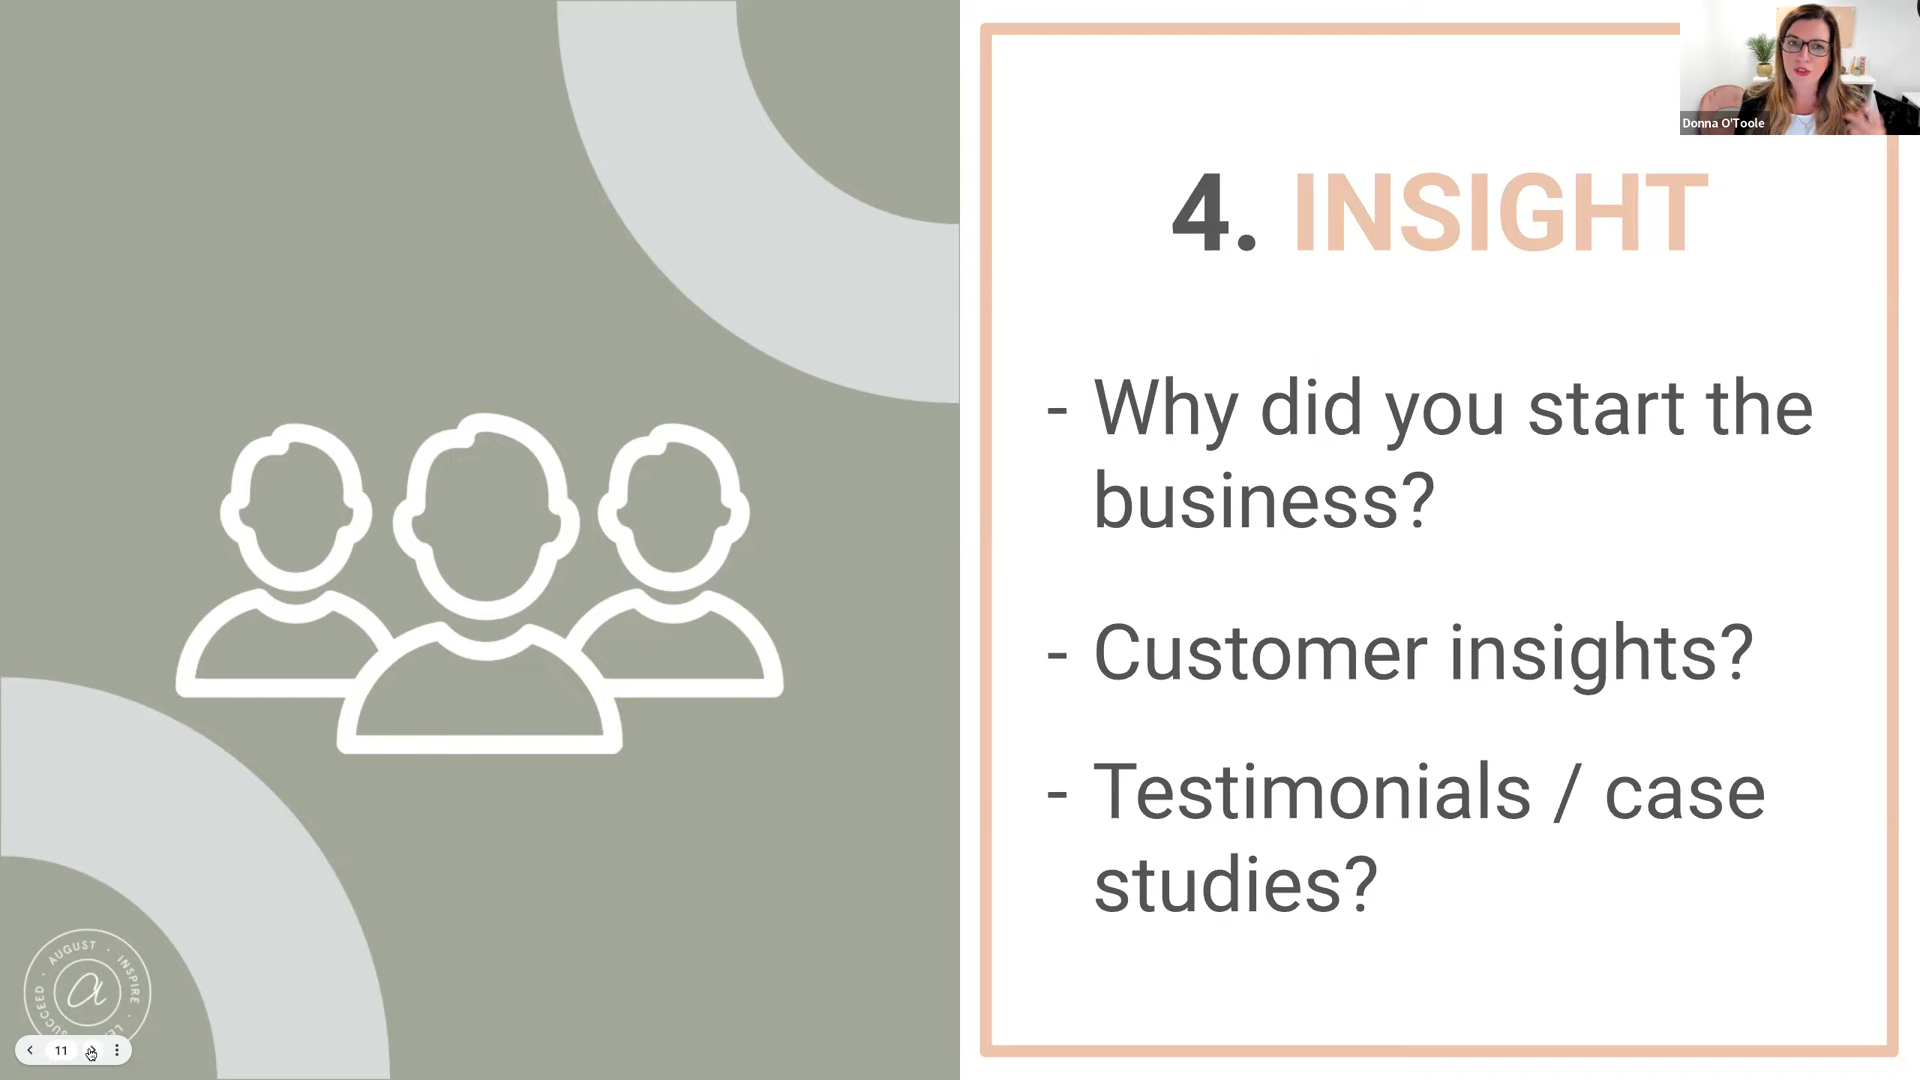 Donna O'Toole
4. INSIGHT
- Why did you start the
business?
- Customer insights?
- Testimonials / case
studies?
AUGUST · INSPIRE ·
SUCCEED ·
a
11